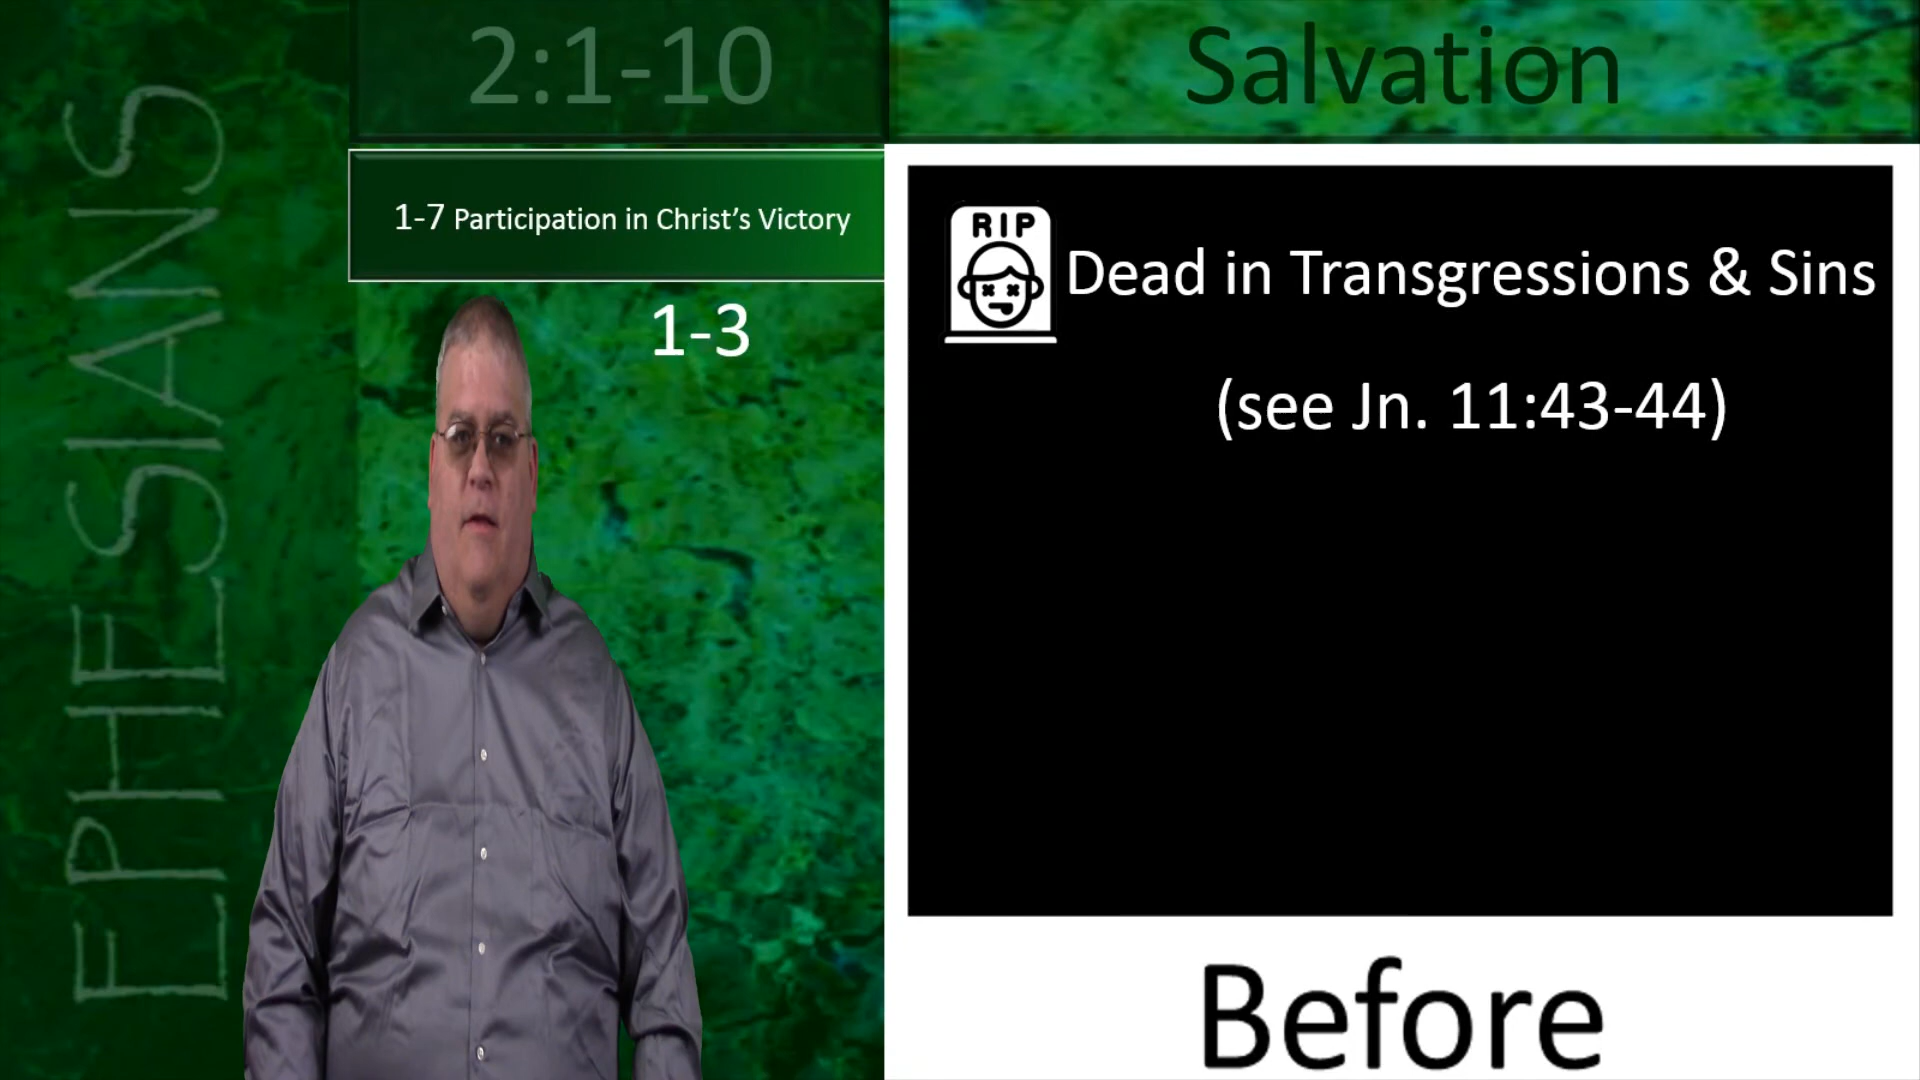 EPHESIANS
2:1-10
Salvation
1-7 Participation in Christ’s Victory
1-3
RIP
Dead in Transgressions & Sins
(see Jn. 11:43-44)
Before